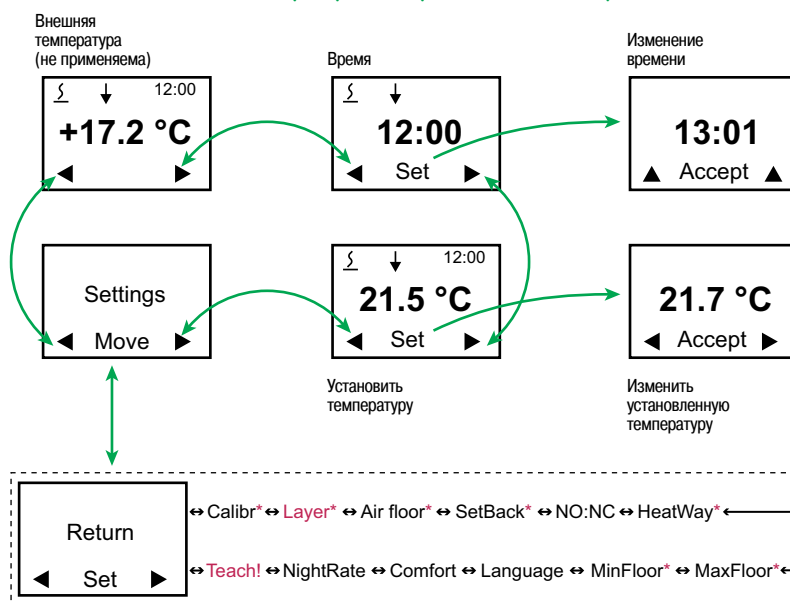 Внешняя
температура
(не применяема)
Время
Изменение
времени
12:00
+17.2 °C
12:00
Set
13:01
Accept
Settings
Move
12:00
21.5 °C
Set
21.7 °C
Accept
Установить
температуру
Изменить
установленную
температуру
Return
Set
Calibr* Layer* Air floor* SetBack* NO:NC HeatWay*
Teach! NightRate Comfort Language MinFloor* MaxFloor*